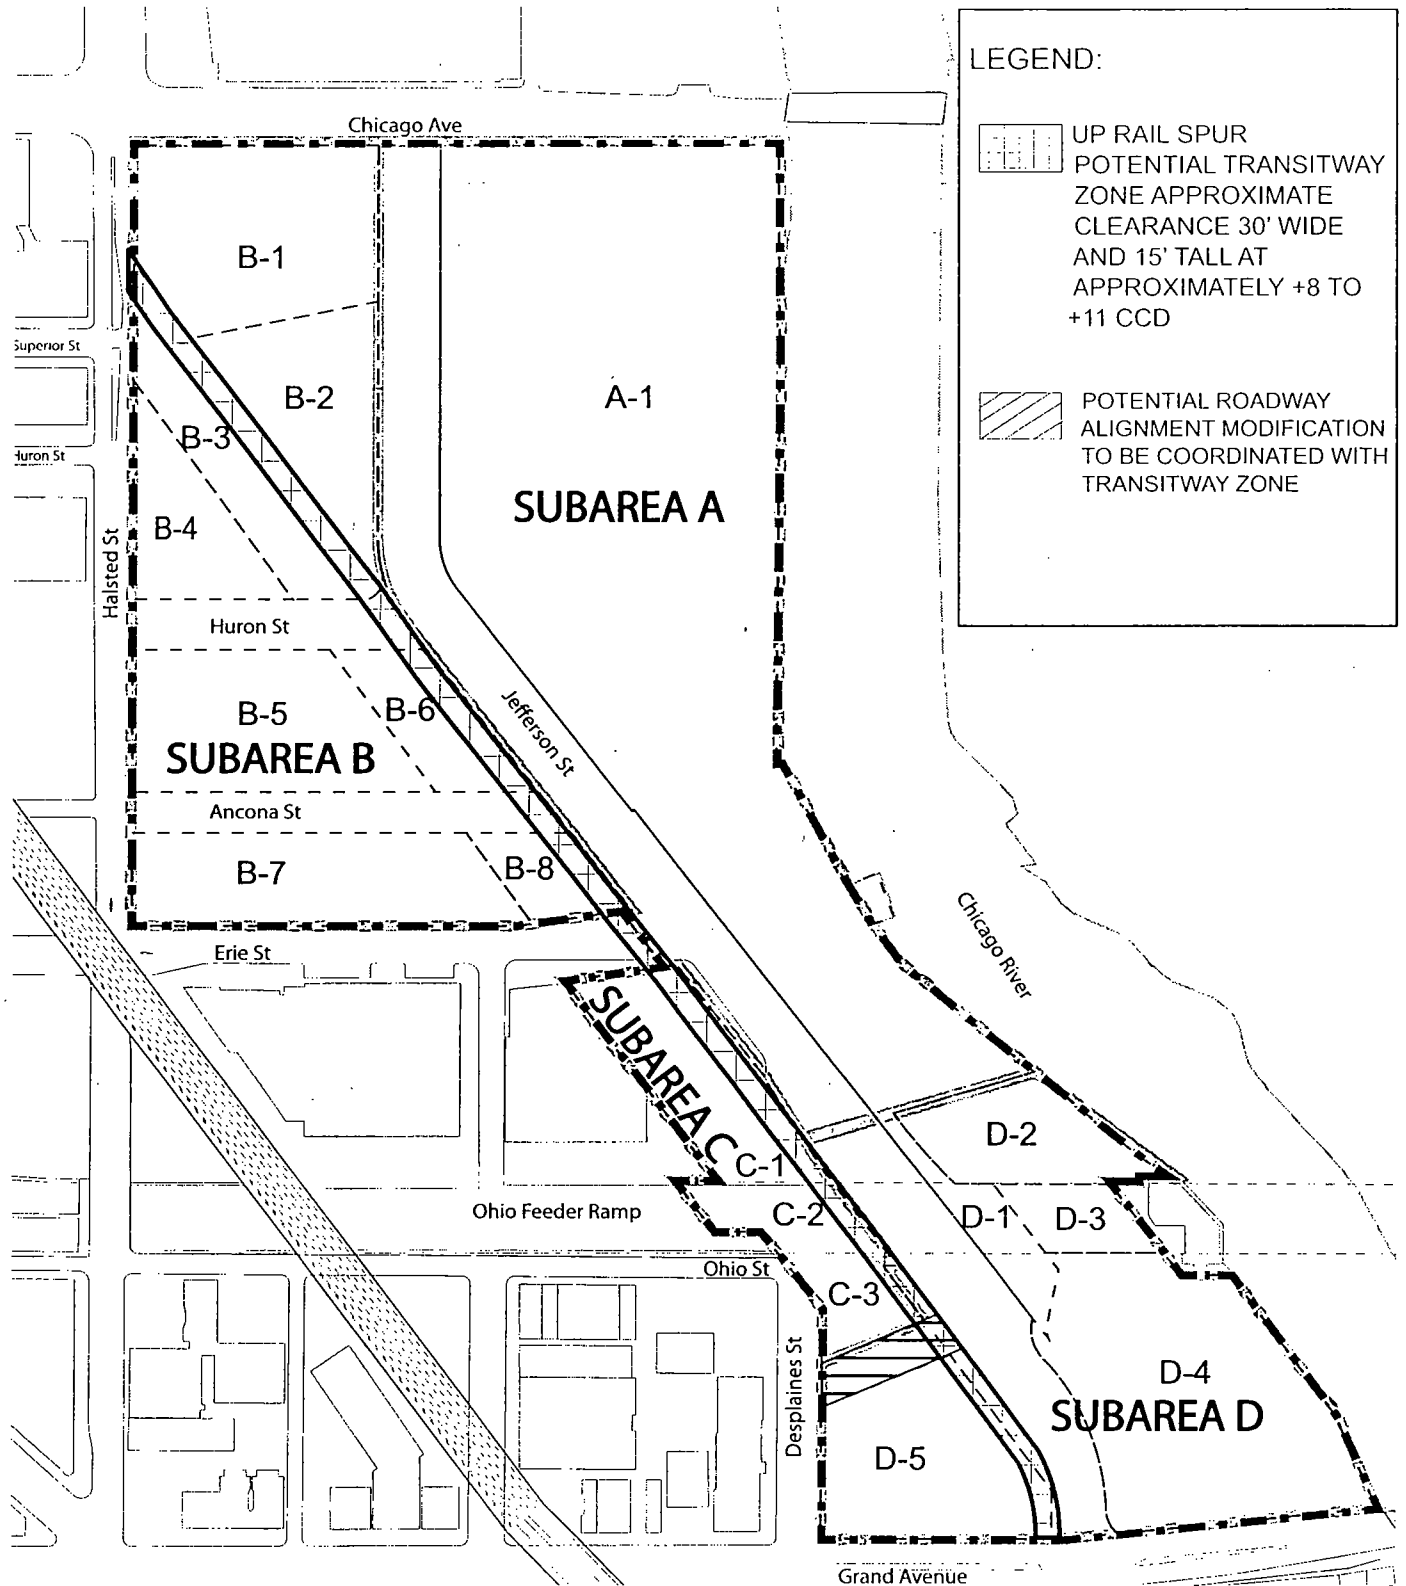 LEGEND:
UP RAIL SPUR
POTENTIAL TRANSITWAY
ZONE APPROXIMATE
CLEARANCE 30' WIDE
AND 15' TALL AT
APPROXIMATELY +8 TO
+11 CCD
POTENTIAL ROADWAY
ALIGNMENT MODIFICATION
TO BE COORDINATED WITH
TRANSITWAY ZONE
Chicago Ave
B-1
Superior St
B-2
A-1
B-3
Huron St
SUBAREA A
B-4
Halsted St
Huron St
B-5
B-6
Jefferson St
SUBAREA B
Ancona St
B-7
B-8
Erie St
Chicago River
SUBAREA C
C-1
D-2
Ohio Feeder Ramp
C-2
D-1
D-3
Ohio St
C-3
Desplaines St
D-4
SUBAREA D
D-5
Grand Avenue